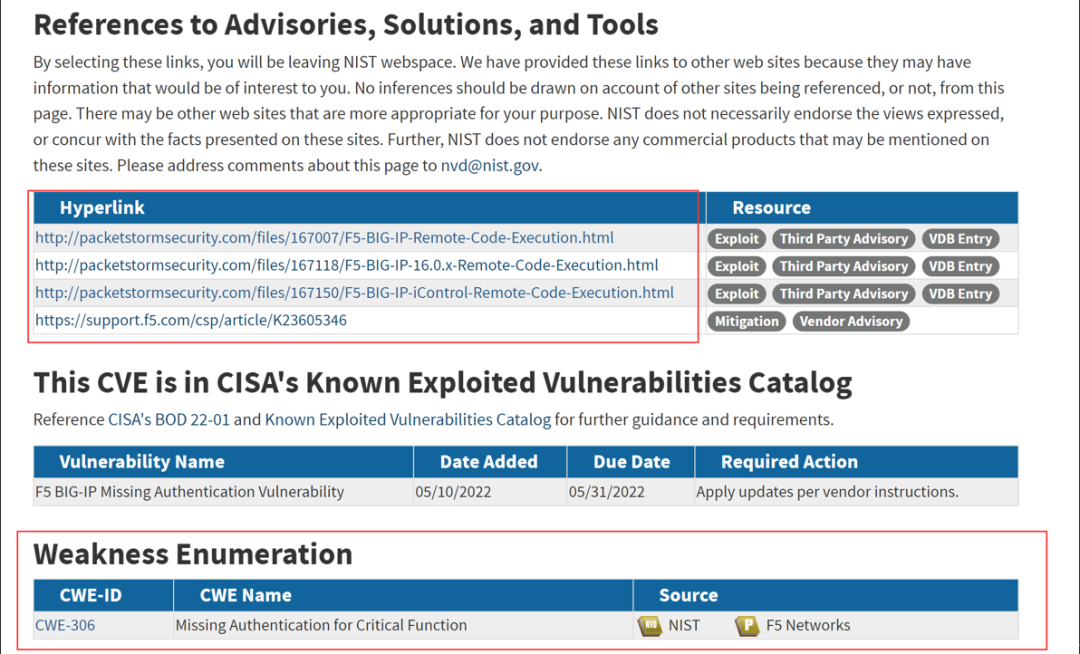 References to Advisories, Solutions, and Tools
By selecting these links, you will be leaving NIST webspace. We have provided these links to other web sites because they may have
information that would be of interest to you. No inferences should be drawn on account of other sites being referenced, or not, from this
page. There may be other web sites that are more appropriate for your purpose. NIST does not necessarily endorse the views expressed,
or concur with the facts presented on these sites. Further, NIST does not endorse any commercial products that may be mentioned on
these sites. Please address comments about this page to nvd@nist.gov.
Hyperlink Resource
http://packetstormsecurity.com/files/167007/F5-BIG-IP-Remote-Code-Execution.html Exploit Third Party Advisory VDB Entry
http://packetstormsecurity.com/files/167118/F5-BIG-IP-16.0.x-Remote-Code-Execution.html Exploit Third Party Advisory VDB Entry
http://packetstormsecurity.com/files/167150/F5-BIG-IP-iControl-Remote-Code-Execution.html Exploit Third Party Advisory VDB Entry
https://support.f5.com/csp/article/K23605346 Mitigation Vendor Advisory
This CVE is in CISA's Known Exploited Vulnerabilities Catalog
Reference CISA's BOD 22-01 and Known Exploited Vulnerabilities Catalog for further guidance and requirements.
Vulnerability Name Date Added Due Date Required Action
F5 BIG-IP Missing Authentication Vulnerability 05/10/2022 05/31/2022 Apply updates per vendor instructions.
Weakness Enumeration
CWE-ID CWE Name Source
CWE-306 Missing Authentication for Critical Function NIST P F5 Networks